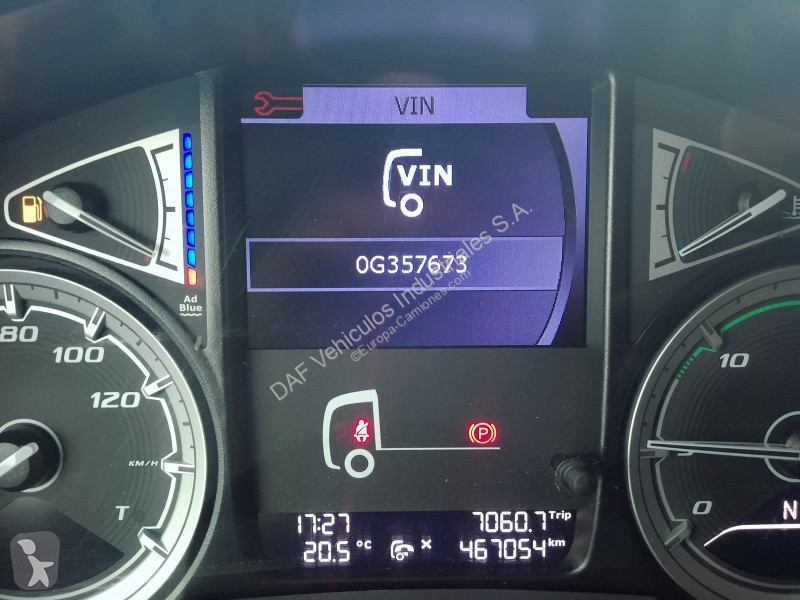 VIN
VIN
0G357673
Ad
Blue
80
100
120
KM/H
T
10
0
N
P
17:27
7060.7 Trip
20.5 °C
467054 km
DAF Vehiculos Industriales S.A.
©Europa-Camiones.com